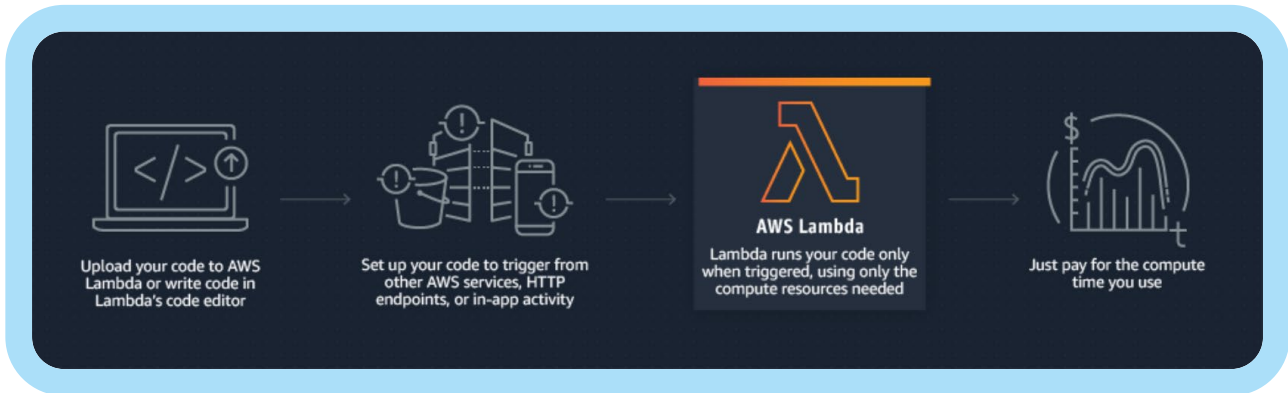 </>
Upload your code to AWS
Lambda or write code in
Lambda's code editor
Set up your code to trigger from
other AWS services, HTTP
endpoints, or in-app activity
AWS Lambda
Lambda runs your code only
when triggered, using only the
compute resources needed
$
t
Just pay for the compute
time you use